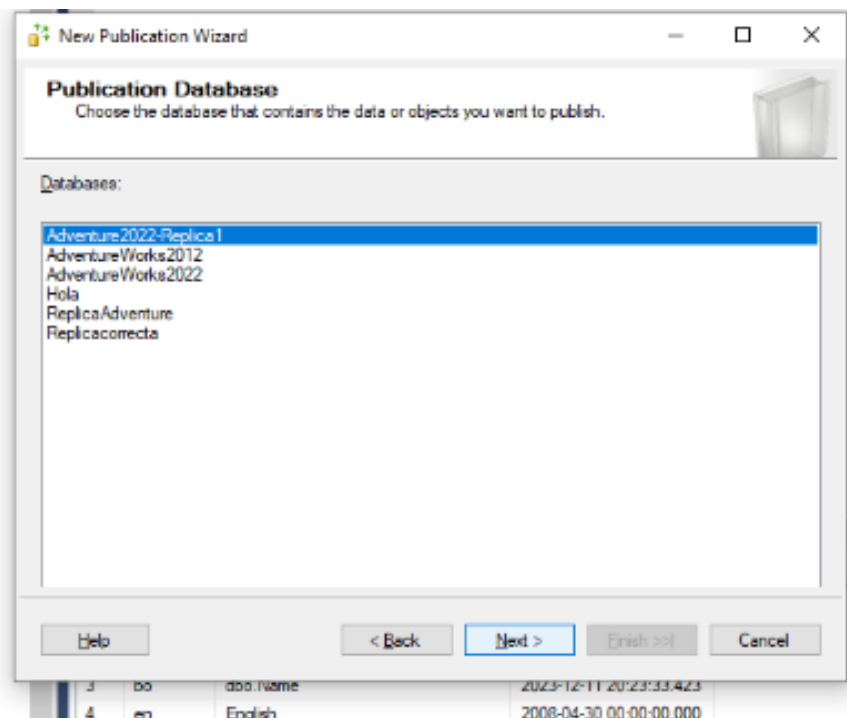 New Publication Wizard
Publication Database
Choose the database that contains the data or objects you want to publish.
Databases:
Adventure2022-Replica1
AdventureWorks2012
AdventureWorks2022
Hola
ReplicaAdventure
Replicacorrecta
Help
< Back
Next >
Finish >>|
Cancel
3 bo dbo.Name 2023-12-11 20:23:33.423
4 en English 2008-04-30 00:00:00.000